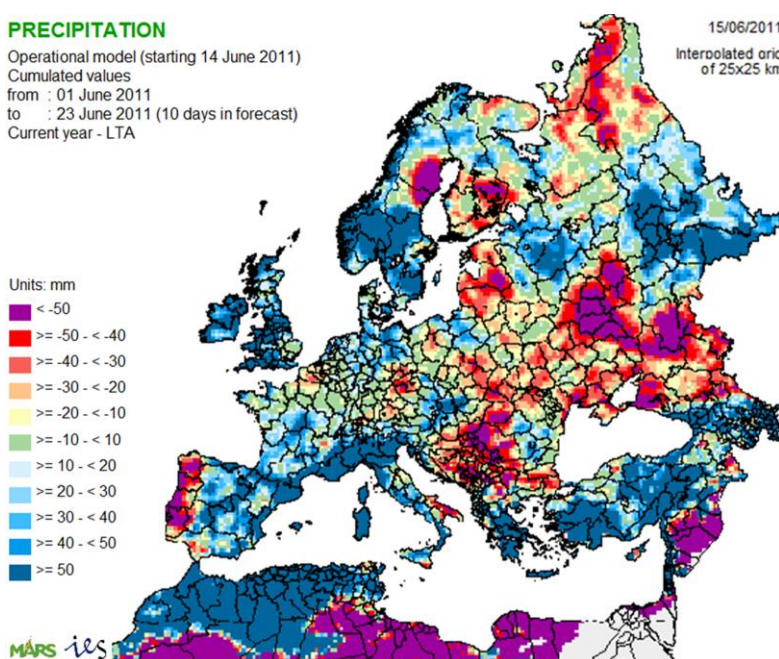 PRECIPITATION
Operational model (starting 14 June 2011)
Cumulated values
from : 01 June 2011
to : 23 June 2011 (10 days in forecast)
Current year - LTA
15/06/2011
Interpolated grid
of 25x25 km
Units: mm
< -50
>= -50 - < -40
>= -40 - < -30
>= -30 - < -20
>= -20 - < -10
>= -10 - < 10
>= 10 - < 20
>= 20 - < 30
>= 30 - < 40
>= 40 - < 50
>= 50
MARS ies